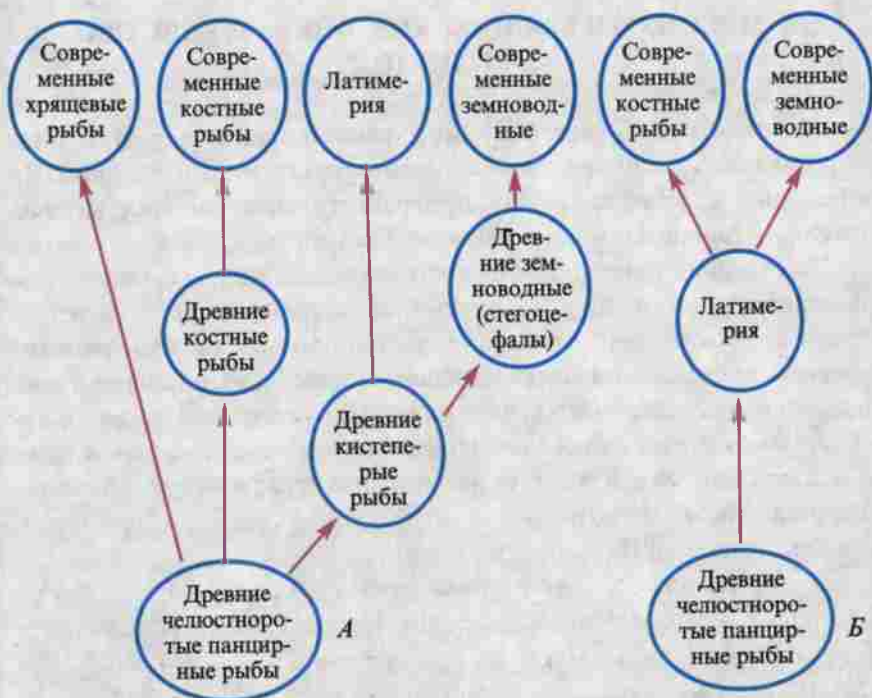 Совре-
менные
хрящевые
рыбы
Совре-
менные
костные
рыбы
Латиме-
рия
Современные
земновод-
ные
Совре-
менные
костные
рыбы
Совре-
менные
земно-
водные
Древ-
ние зем-
новодные
(стегоце-
фалы)
Древние
костные
рыбы
Латиме-
рия
Древние
кистепе-
рые
рыбы
Древние
челюстноро-
тые панцир-
ные рыбы
А
Древние
челюстноро-
тые панцир-
ные рыбы
Б